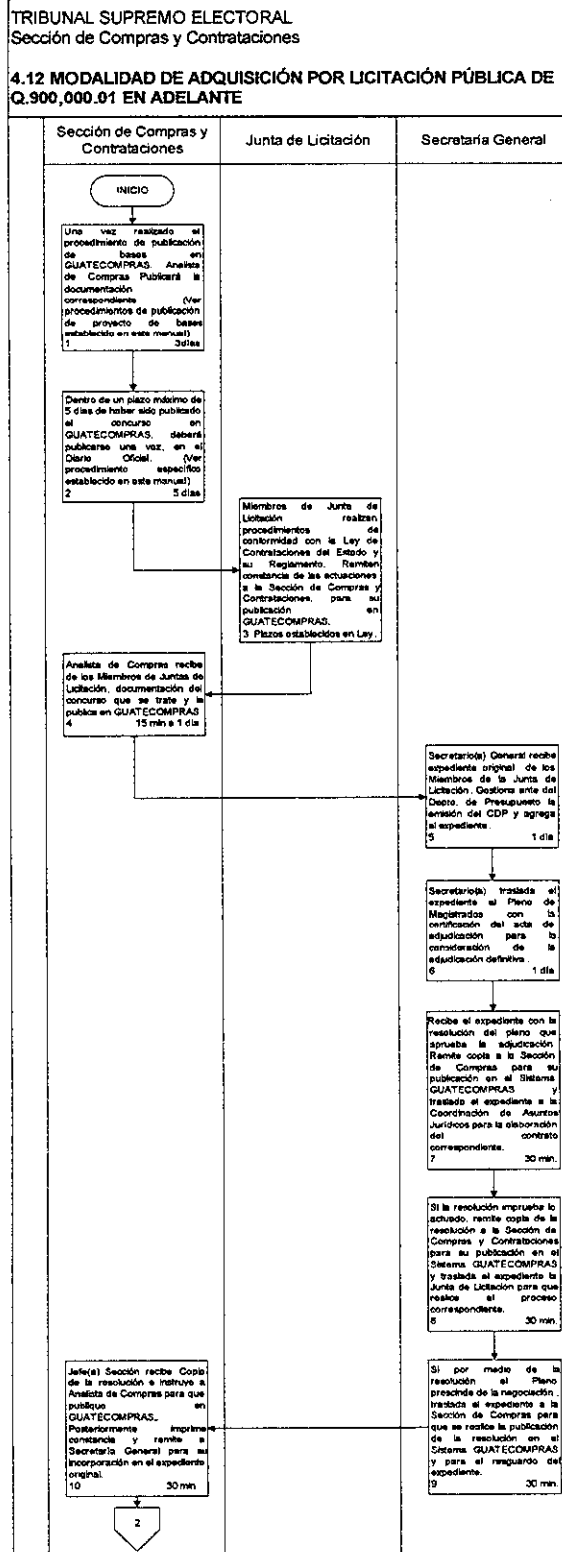 TRIBUNAL SUPREMO ELECTORAL
Sección de Compras y Contrataciones
4.12 MODALIDAD DE ADQUISICIÓN POR LICITACIÓN PÚBLICA DE
Q.900,000.01 EN ADELANTE
Sección de Compras y
Contrataciones
Junta de Licitación
Secretaría General
INICIO
Una vez realizado el
procedimiento de publicación
de bases en
GUATECOMPRAS. Analista
de Compras Publicará la
documentación
correspondiente (Ver
procedimientos de publicación
de proyecto de bases
establecido en este manual)
1 3días
Dentro de un plazo máximo de
5 días de haber sido publicado
el concurso en
GUATECOMPRAS, deberá
publicarse una vez, en el
Diario Oficial. (Ver
procedimiento específico
establecido en este manual)
2 5 días
Miembros de Junta de
Licitación realizan
procedimientos de
conformidad con la Ley de
Contrataciones del Estado y
su Reglamento. Remiten
constancia de las actuaciones
a la Sección de Compras y
Contrataciones, para su
publicación en
GUATECOMPRAS.
3 Plazos establecidos en Ley.
Analista de Compras recibe
de los Miembros de Juntas de
Licitación, documentación del
concurso que se trate y la
publica en GUATECOMPRAS
4 15 min a 1 día
Secretario(a) General recibe
expediente original de los
Miembros de la Junta de
Licitación. Gestiona ante del
Depto. de Presupuesto la
emisión del CDP y agrega
al expediente.
5 1 día
Secretario(a) traslada el
expediente al Pleno de
Magistrados con la
certificación del acta de
adjudicación para la
consideración de la
adjudicación definitiva.
6 1 día
Recibe el expediente con la
resolución del pleno que
aprueba la adjudicación.
Remite copia a la Sección
de Compras para su
publicación en el Sistema
GUATECOMPRAS y
traslada el expediente a la
Coordinación de Asuntos
Jurídicos para la elaboración
del contrato
correspondiente.
7 30 min.
Si la resolución imprueba lo
actuado, remite copia de la
resolución a la Sección de
Compras y Contrataciones
para su publicación en el
Sistema GUATECOMPRAS
y traslada el expediente la
Junta de Licitación para que
realice el proceso
correspondiente.
8 30 min.
Si por medio de la
resolución el Pleno
prescinde de la negociación,
traslada el expediente a la
Sección de Compras para
que se realice la publicación
de la resolución en el
Sistema GUATECOMPRAS
y para el resguardo del
expediente.
9 30 min.
Jefe(a) Sección recibe Copia
de la resolución e instruye a
Analista de Compras para que
publique en
GUATECOMPRAS.
Posteriormente imprime
constancia y remite a
Secretaría General para su
incorporación en el expediente
original.
10 30 min
2